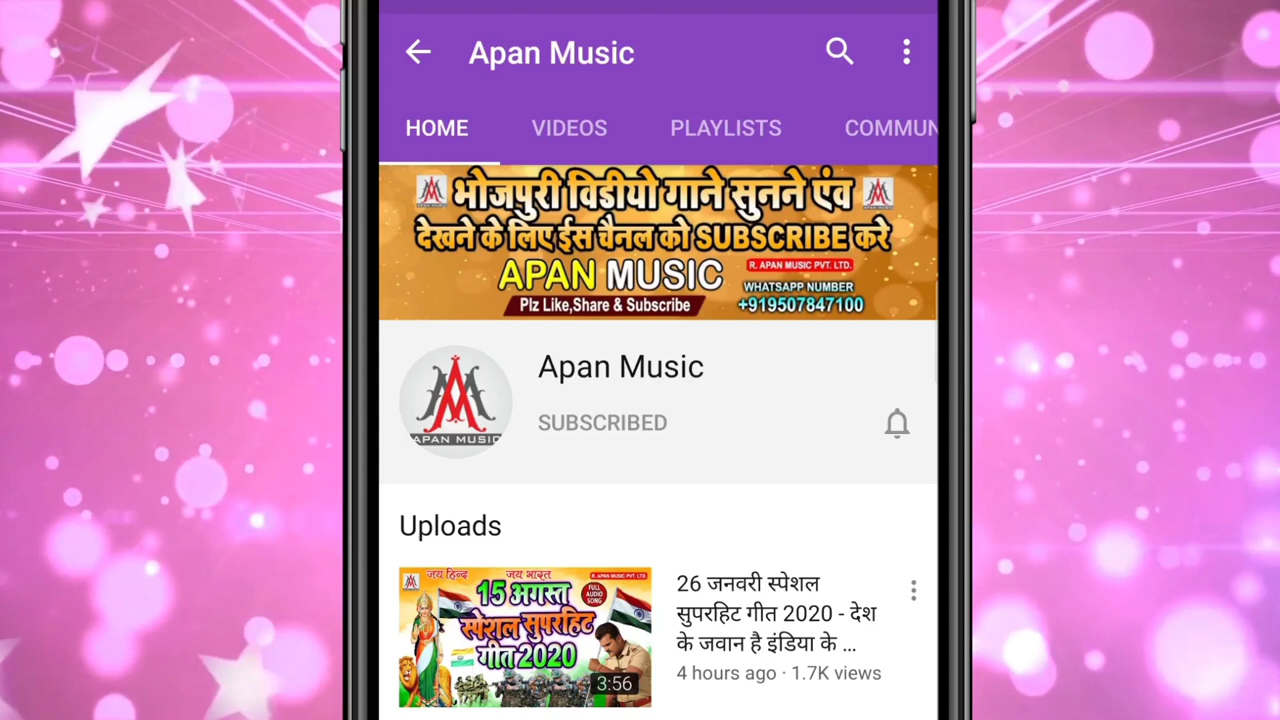 Apan Music
HOME VIDEOS PLAYLISTS COMMUN
भोजपुरी विडीयो गाने सुनने एंव
देखने के लिए ईस चैनल को SUBSCRIBE करे
APAN MUSIC
R. APAN MUSIC PVT. LTD.
WHATSAPP NUMBER
Plz Like,Share & Subscribe
+919507847100
Apan Music
SUBSCRIBED
APAN MUSIC
Uploads
जय हिन्द जय भारत
R. APAN MUSIC PVT. LTD
15 अगस्त
FULL
AUDIO
SONG
स्पेशल सुपरहिट
गीत 2020
3:56
26 जनवरी स्पेशल
सुपरहिट गीत 2020 - देश
के जवान है इंडिया के ...
4 hours ago · 1.7K views